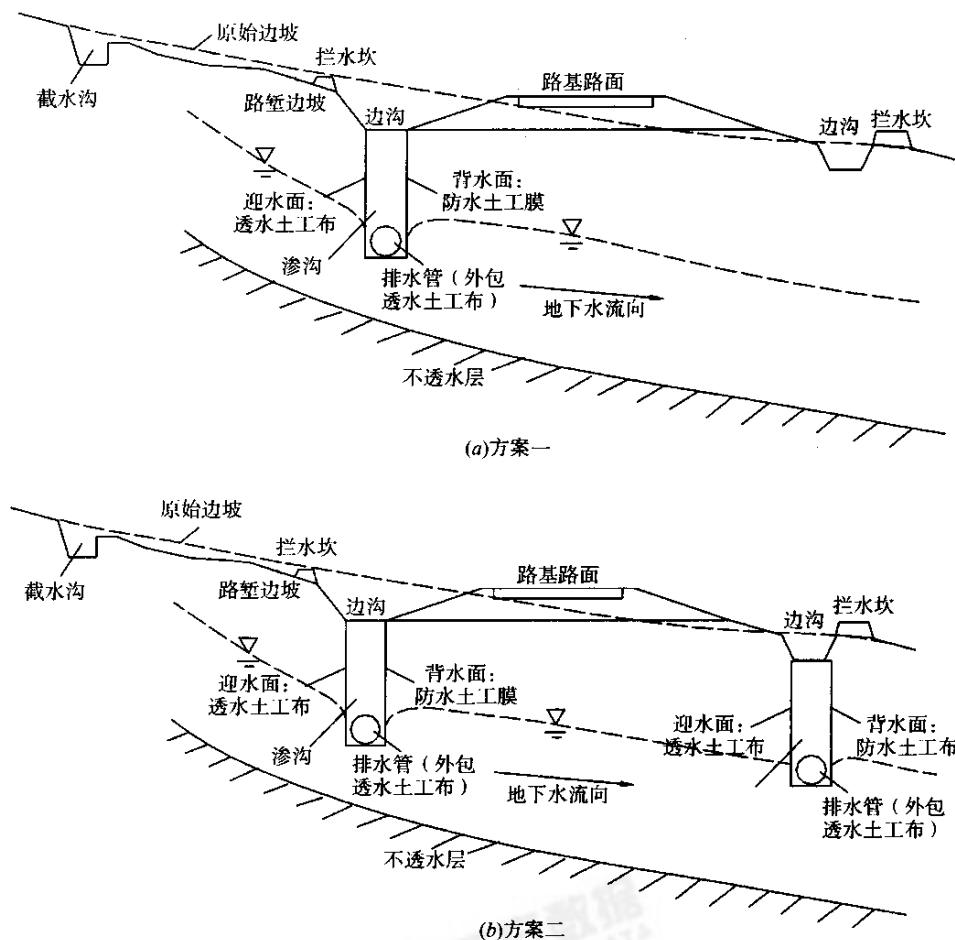 原始边坡
拦水坎
截水沟
路堑边坡
边沟
路基路面
边沟
拦水坎
迎水面：
透水土工布
背水面：
防水土工膜
渗沟
排水管（外包
透水土工布）
地下水流向
不透水层
(a)方案一
原始边坡
拦水坎
截水沟
路堑边坡
边沟
路基路面
边沟
拦水坎
迎水面：
透水土工布
背水面：
防水土工膜
迎水面：
透水土工布
背水面：
防水土工布
渗沟
排水管（外包
透水土工布）
地下水流向
排水管（外包
透水土工布）
不透水层
(b)方案二